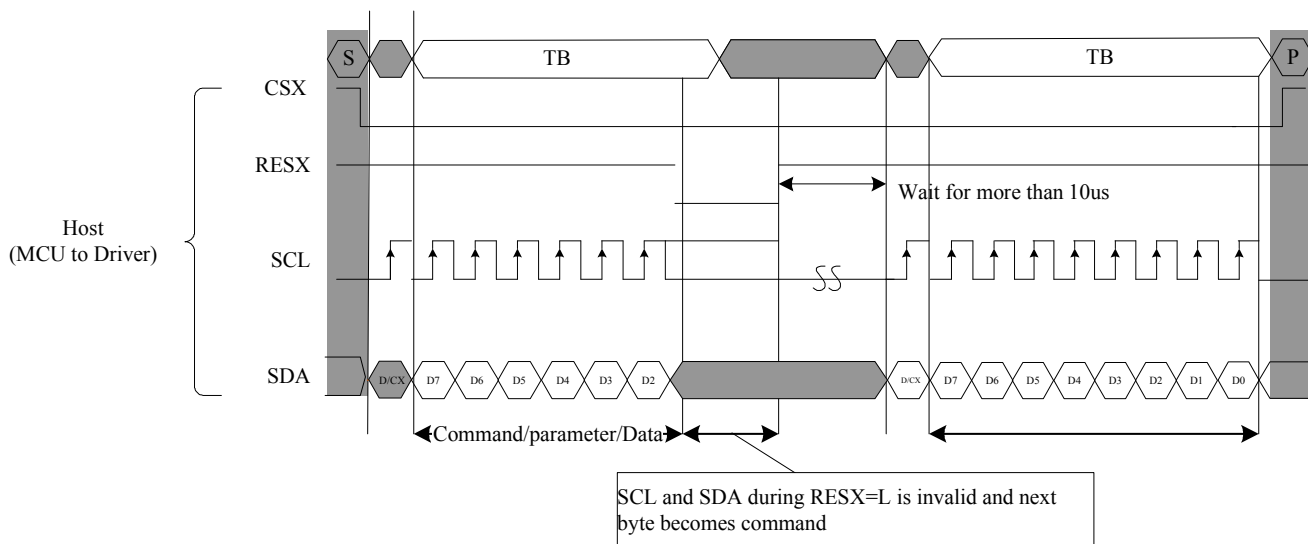 S
TB
TB
P
CSX
RESX
Wait for more than 10us
Host
(MCU to Driver)
SCL
SDA
D/CX
D7
D6
D5
D4
D3
D2
D/CX
D7
D6
D5
D4
D3
D2
D1
D0
Command/parameter/Data
SCL and SDA during RESX=L is invalid and next
byte becomes command